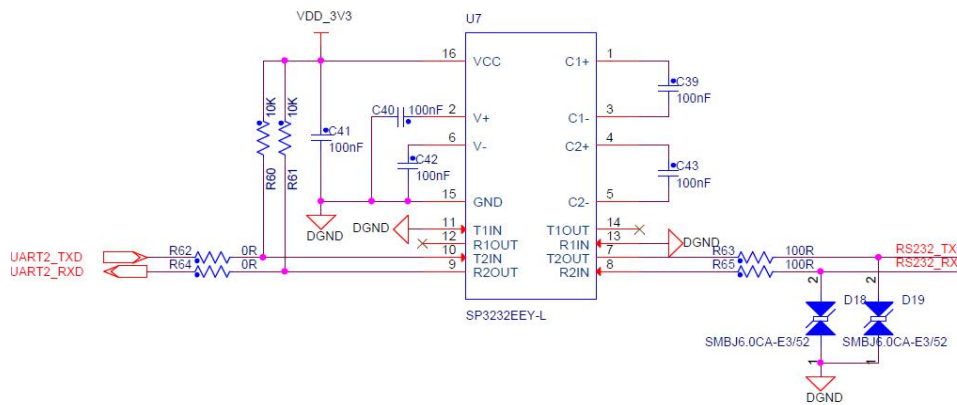 VDD_3V3
U7
16 VCC C1+ 1
10K 10K
C39
100nF
C40 100nF 2 V+ C1- 3
C41
100nF
6 V- C2+ 4
C42
100nF
C43
100nF
R60 R61
15 GND C2- 5
DGND
DGND 11 T1IN T1OUT 14
12 R1OUT R1IN 13 DGND
UART2_TXD R62 0R 10 T2IN T2OUT 7 R63 100R RS232_TX
UART2_RXD R64 0R 9 R2OUT R2IN 8 R65 100R RS232_RX
SP3232EEY-L
2 2
D18 D19
SMBJ6.0CA-E3/52 SMBJ6.0CA-E3/52
1 1
DGND